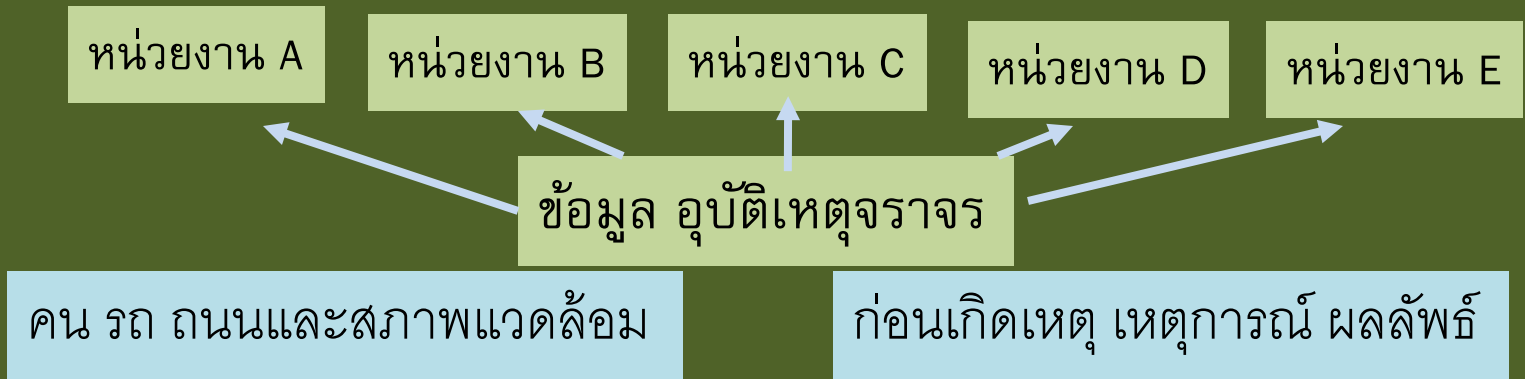 หน่วยงาน A
หน่วยงาน B
หน่วยงาน C
หน่วยงาน D
หน่วยงาน E
ข้อมูล อุบัติเหตุจราจร
คน รถ ถนนและสภาพแวดล้อม
ก่อนเกิดเหตุ เหตุการณ์ ผลลัพธ์